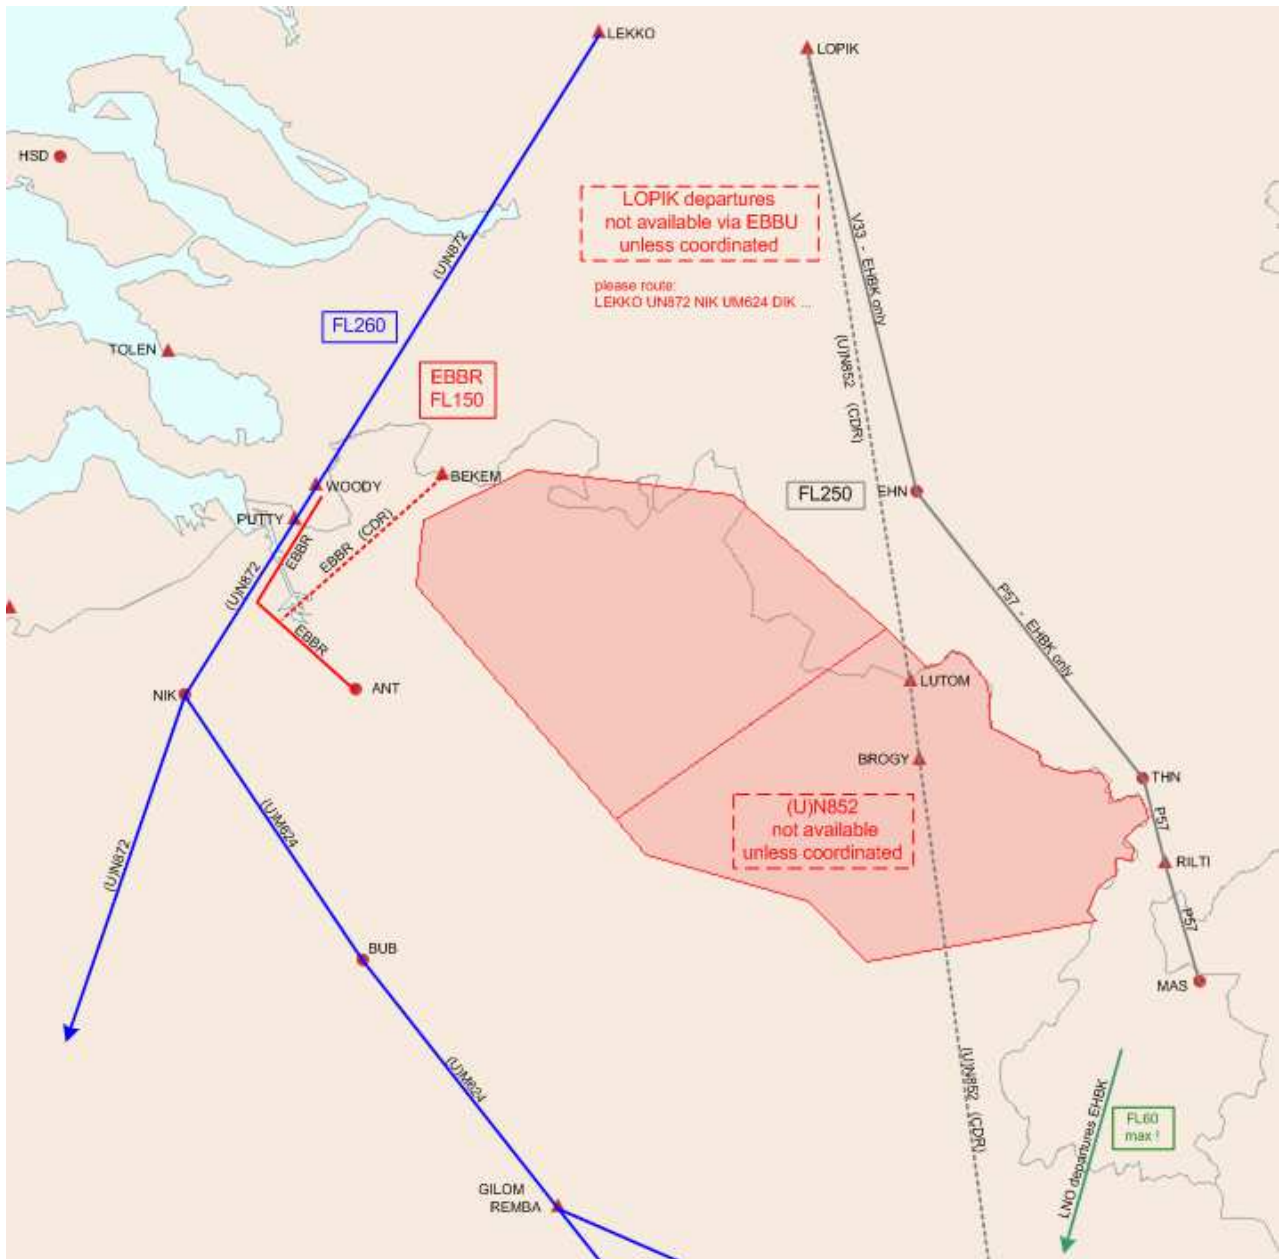 LEKKO
LOPIK
HSD
LOPIK departures
not available via EBBU
unless coordinated
please route:
LEKKO UN872 NIK UM624 DIK ...
(U)N872
V33 - EHBK only
FL260
TOLEN
(U)N852 (CDR)
EBBR
FL150
WOODY
BEKEM
PUTTY
FL250
EHN
EBBR
EBBR (CDR)
(U)N872
EBBR
P57 - EHBK only
NIK
ANT
LUTOM
BROGY
THN
(U)N852
not available
unless coordinated
P57
(U)M624
(U)N872
RILTI
P57
BUB
MAS
(U)M624
(U)N852 (CDR)
LNO departures EHBK
FL60
max !
GILOM
REMBA